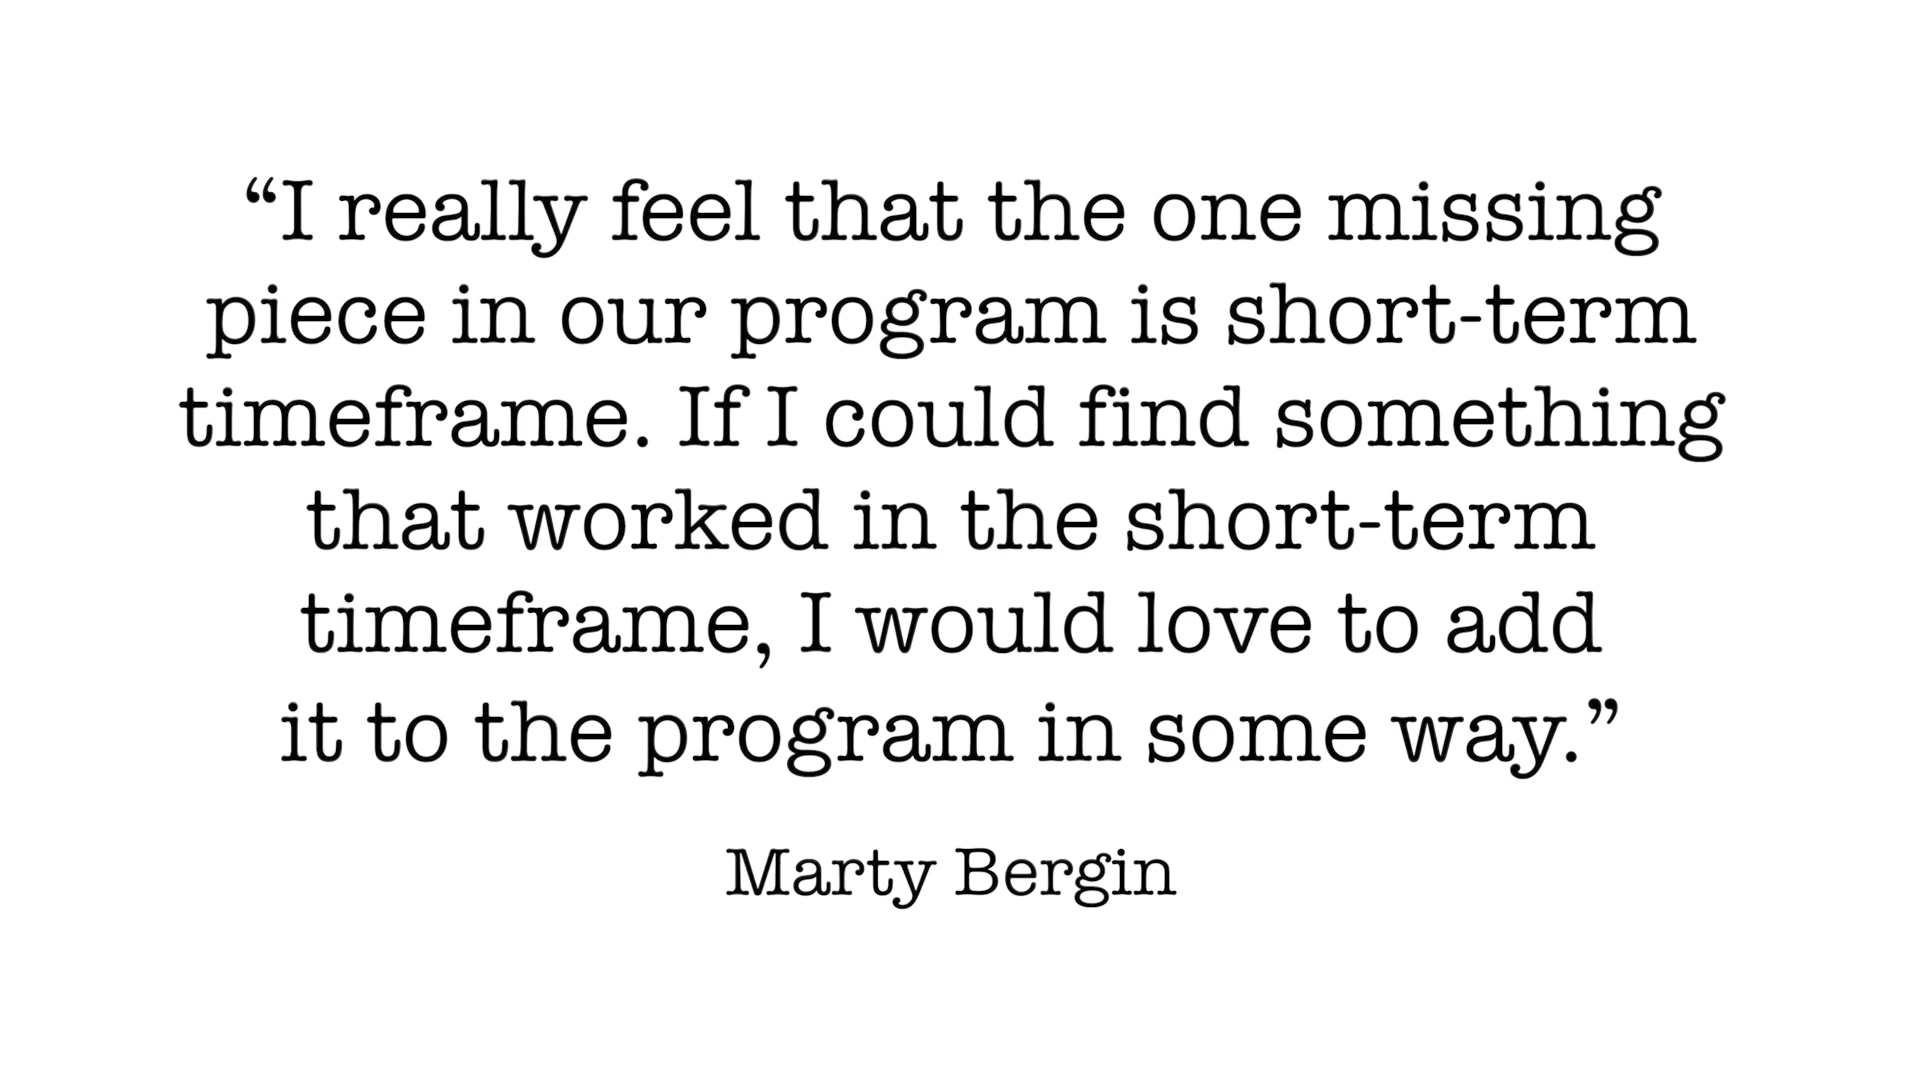 “I really feel that the one missing
piece in our program is short-term
timeframe. If I could find something
that worked in the short-term
timeframe, I would love to add
it to the program in some way.”
Marty Bergin